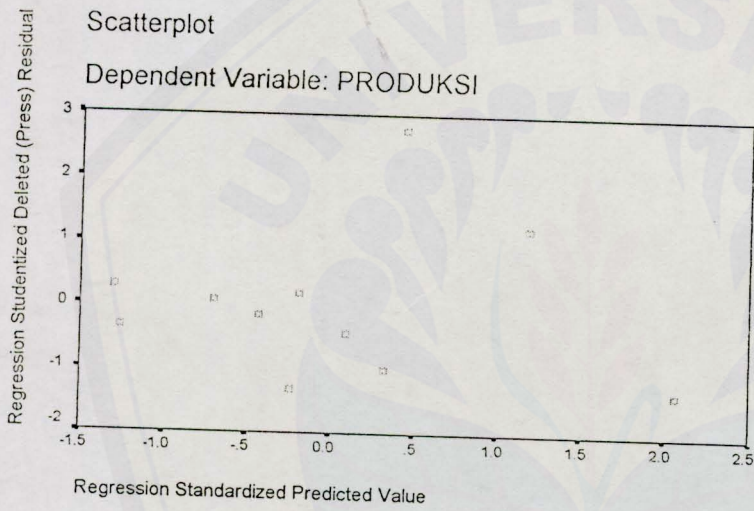 Scatterplot
Dependent Variable: PRODUKSI
Regression Studentized Deleted (Press) Residual
3
2
1
0
-1
-2
-1.5 -1.0 -.5 0.0 .5 1.0 1.5 2.0 2.5
Regression Standardized Predicted Value
UNIVERS